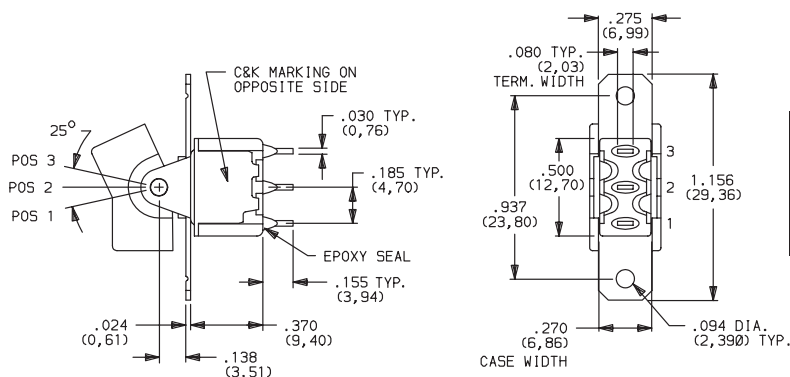 C&K MARKING ON
OPPOSITE SIDE
25°
POS 3
POS 2
POS 1
.030 TYP.
(0,76)
.185 TYP.
(4,70)
EPOXY SEAL
.155 TYP.
(3,94)
.024
(0,61)
.370
(9,40)
.138
(3,51)
.275
(6,99)
.080 TYP.
(2,03)
TERM. WIDTH
3
2
1
.500
(12,70)
.937
(23,80)
1.156
(29,36)
.270
(6,86)
CASE WIDTH
.094 DIA.
(2,390) TYP.